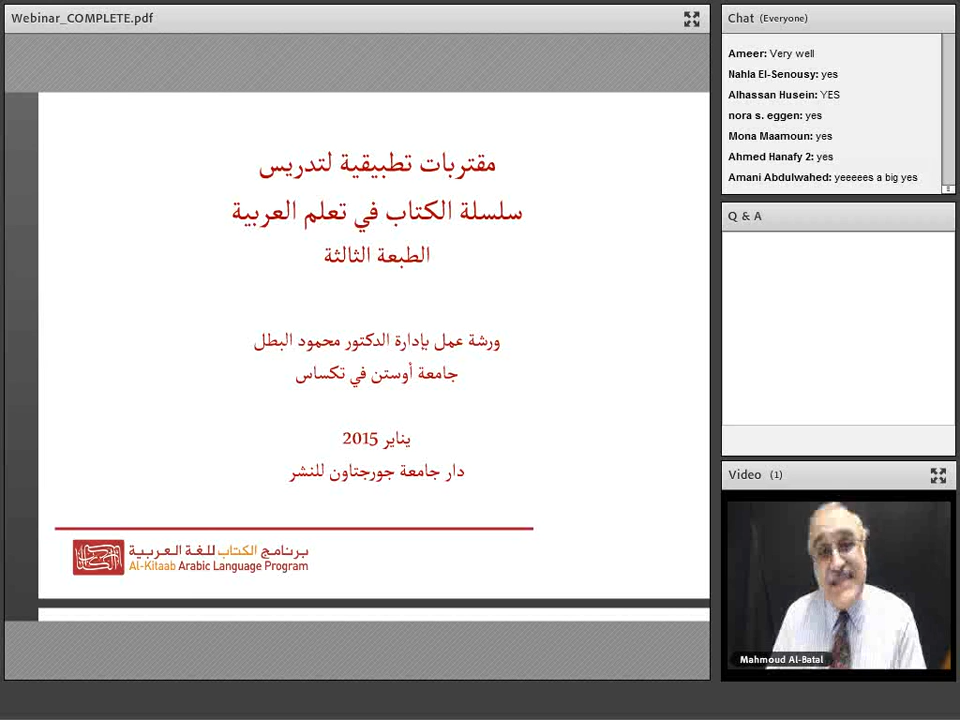 Webinar_COMPLETE.pdf
مقتربات تطبيقية لتدريس
سلسلة الكتاب في تعلم العربية
الطبعة الثالثة
ورشة عمل بإدارة الدكتور محمود البطل
جامعة أوستن في تكساس
يناير 2015
دار جامعة جورجتاون للنشر
برنامج الكتاب للغة العربية
Al-Kitaab Arabic Language Program
Chat (Everyone)
Ameer: Very well
Nahla El-Senousy: yes
Alhassan Husein: YES
nora s. eggen: yes
Mona Maamoun: yes
Ahmed Hanafy 2: yes
Amani Abdulwahed: yeeeees a big yes
Q & A
Video (1)
Mahmoud Al-Batal